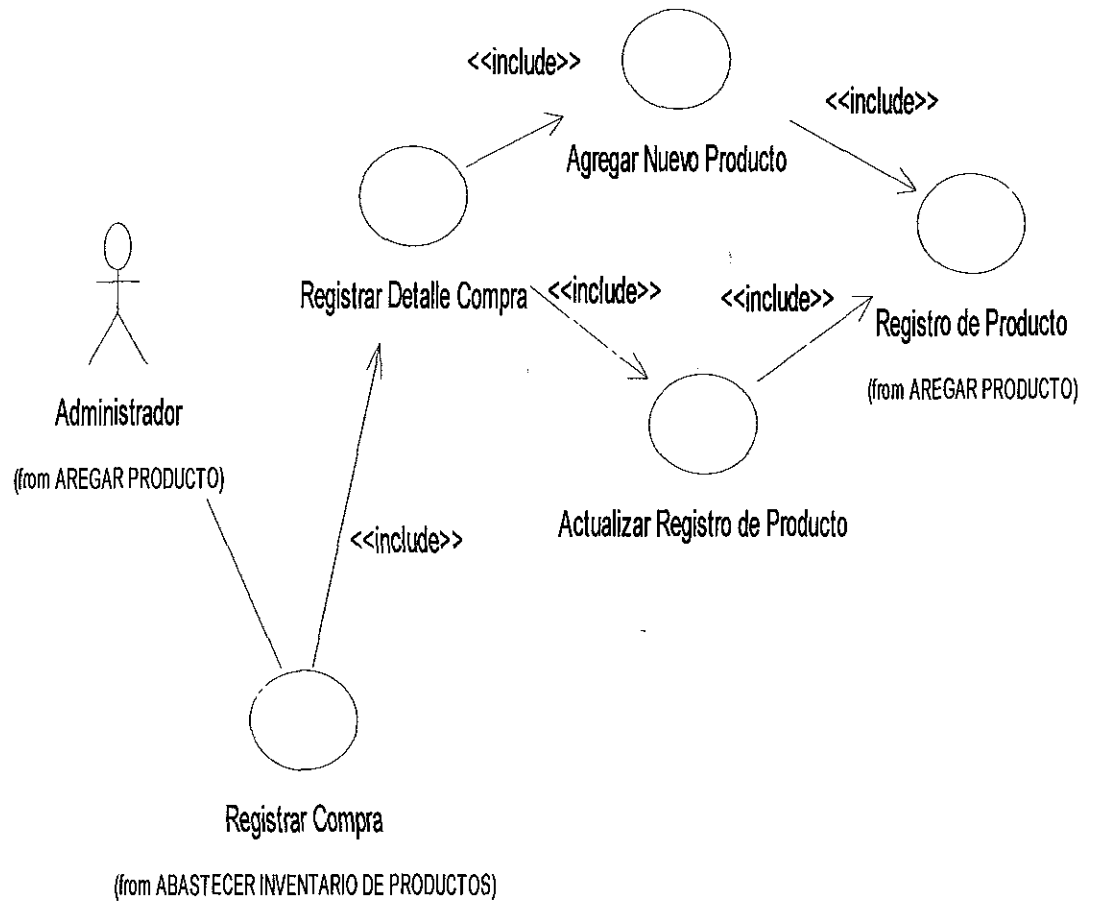 <<include>>
<<include>>
Agregar Nuevo Producto
Registrar Detalle Compra
<<include>>
<<include>>
Registro de Producto
(from AREGAR PRODUCTO)
Administrador
(from AREGAR PRODUCTO)
Actualizar Registro de Producto
<<include>>
Registrar Compra
(from ABASTECER INVENTARIO DE PRODUCTOS)